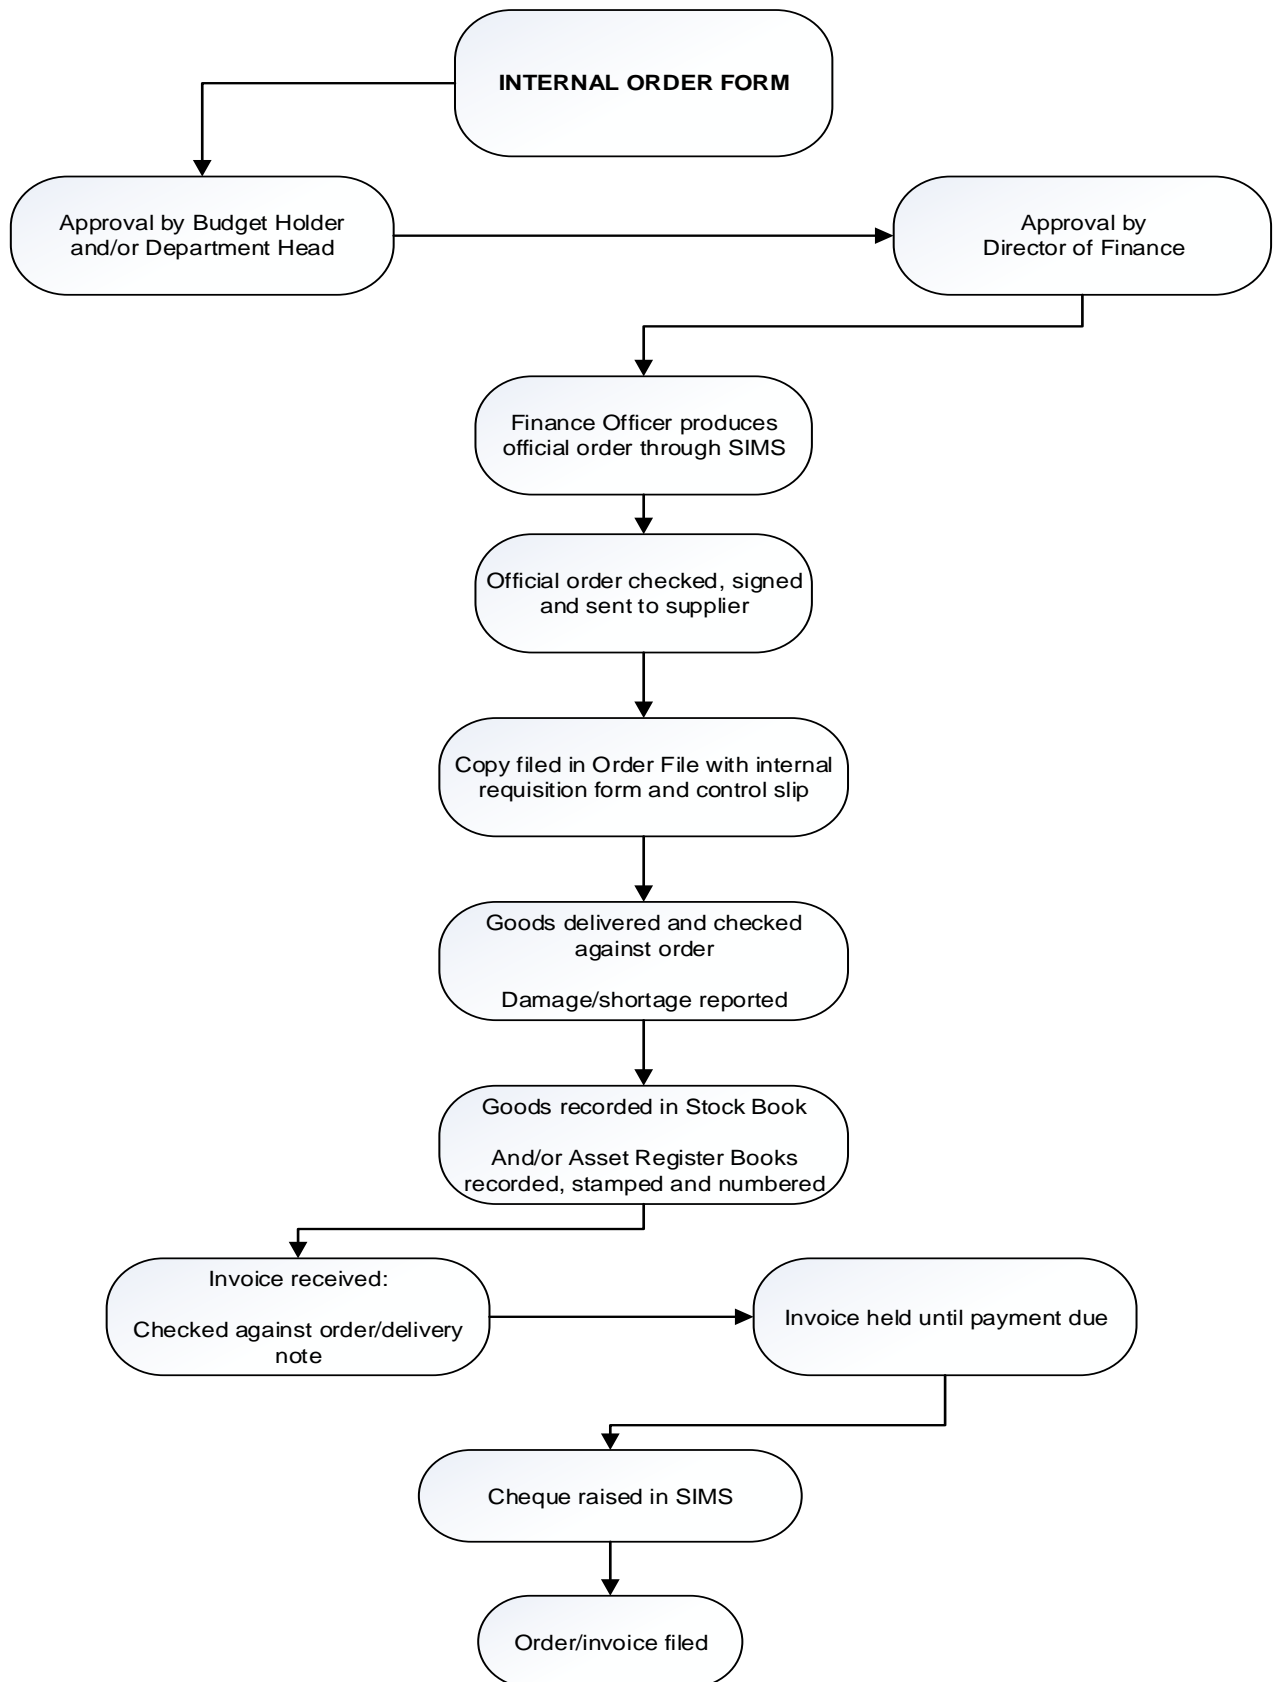 INTERNAL ORDER FORM
Approval by Budget Holder
and/or Department Head
Approval by
Director of Finance
Finance Officer produces
official order through SIMS
Official order checked, signed
and sent to supplier
Copy filed in Order File with internal
requisition form and control slip
Goods delivered and checked
against order
Damage/shortage reported
Goods recorded in Stock Book
And/or Asset Register Books
recorded, stamped and numbered
Invoice received:
Checked against order/delivery
note
Invoice held until payment due
Cheque raised in SIMS
Order/invoice filed